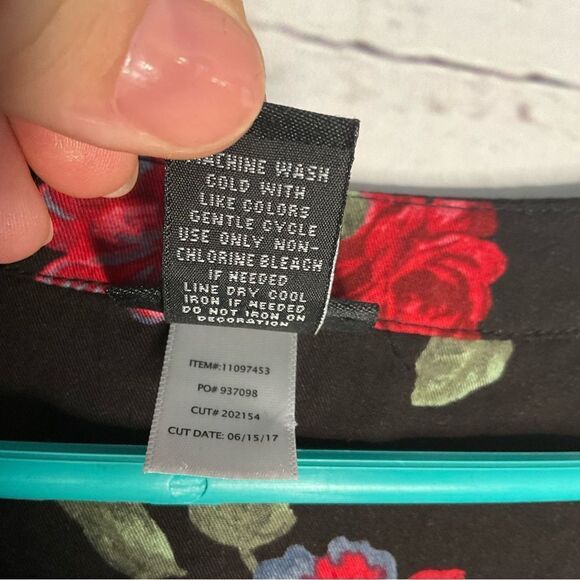 MACHINE WASH
COLD WITH
LIKE COLORS
GENTLE CYCLE
USE ONLY NON-
CHLORINE BLEACH
IF NEEDED
LINE DRY COOL
IRON IF NEEDED
DO NOT IRON ON
DECORATION
ITEM#:11097453
PO# 937098
CUT# 202154
CUT DATE: 06/15/17